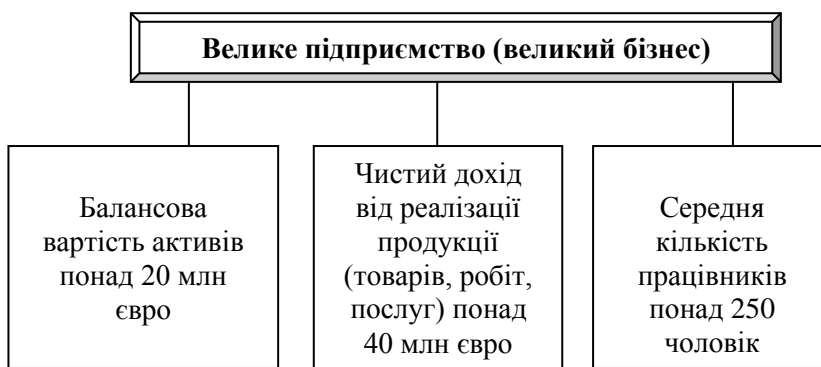 Велике підприємство (великий бізнес)
Балансова
вартість активів
понад 20 млн
євро
Чистий дохід
від реалізації
продукції
(товарів, робіт,
послуг) понад
40 млн євро
Середня
кількість
працівників
понад 250
чоловік